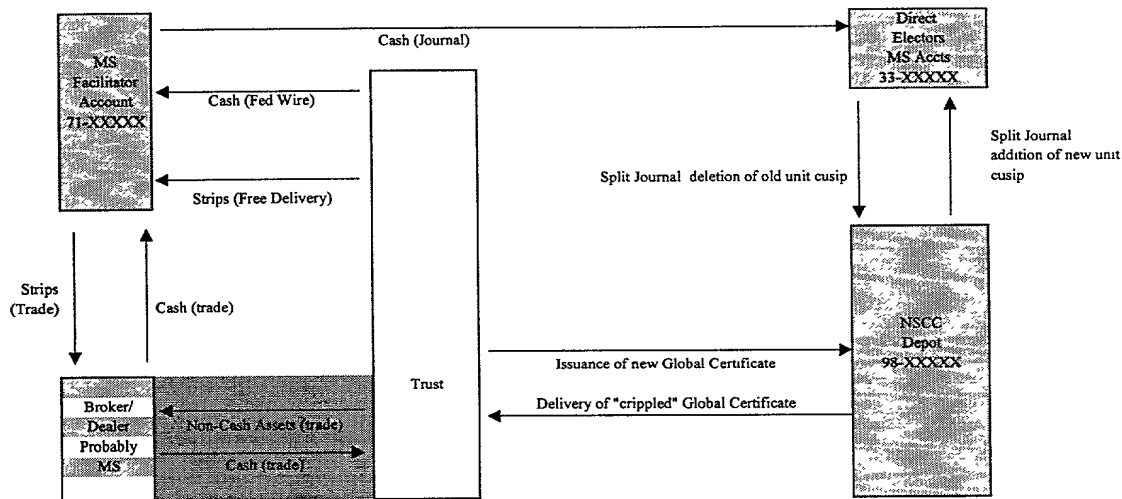 Direct
Electors
MS Accts
33-XXXXX
Cash (Journal)
MS
Facilitator
Account
71-XXXXX
Cash (Fed Wire)
Strips (Free Delivery)
Split Journal deletion of old unit cusip
Split Journal
addition of new unit
cusip
Strips
(Trade)
Cash (trade)
NSCC
Depot
98-XXXXX
Issuance of new Global Certificate
Trust
Delivery of "crippled" Global Certificate
Broker/
Dealer
Probably
MS
Non-Cash Assets (trade)
Cash (trade)